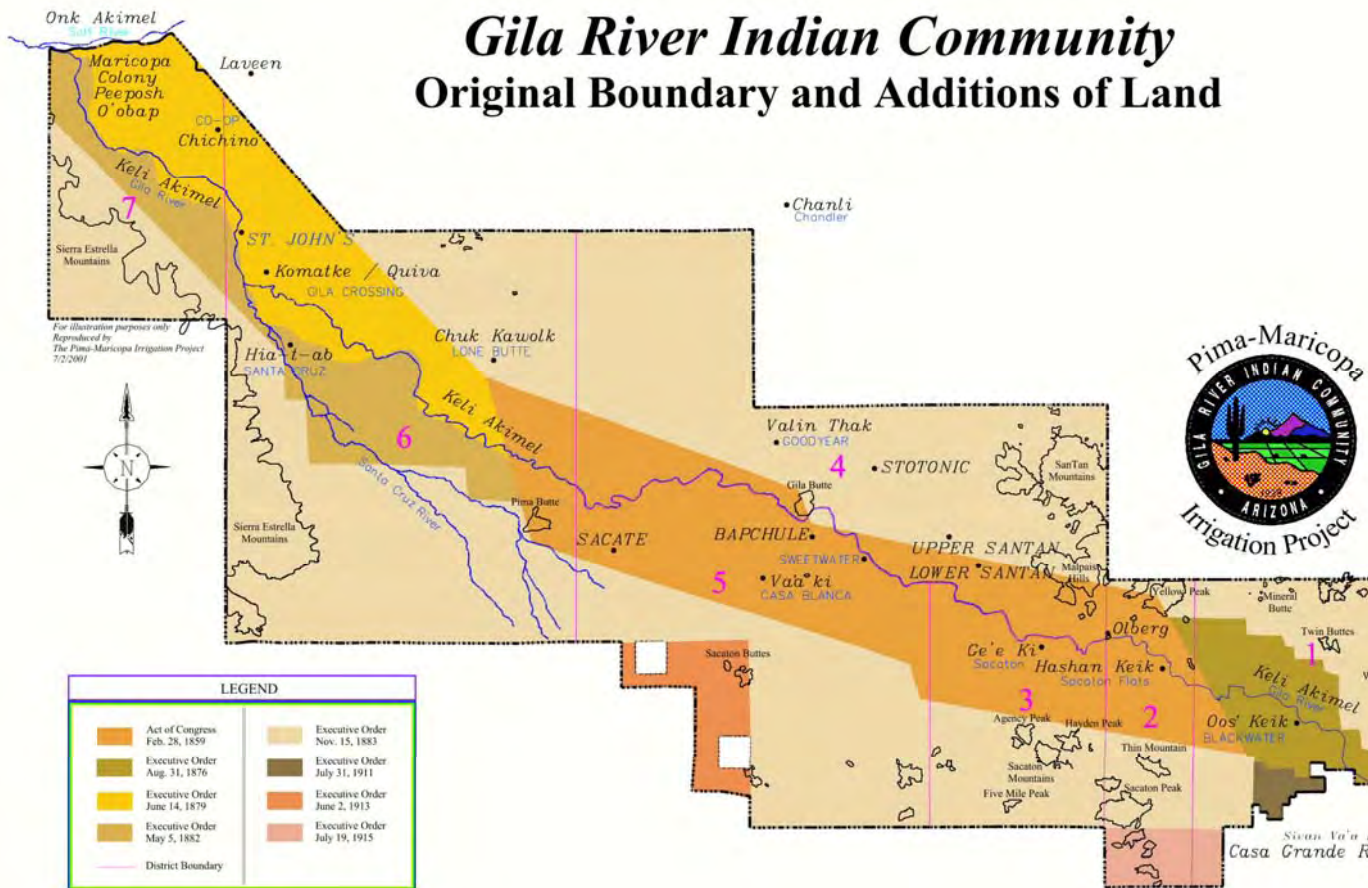 Gila River Indian Community
Original Boundary and Additions of Land
Onk Akimel
Salt River
Maricopa
Colony
Peeposh
O'obap
Laveen
CO-OP
Chichino
Keli Akimel
Gila River
7
Sierra Estrella
Mountains
ST. JOHN'S
Komatke / Quiva
GILA CROSSING
Chanli
Chandler
For illustration purposes only
Reproduced by
The Pima-Maricopa Irrigation Project
7/2/2001
Hia-t-ab
SANTA CRUZ
Chuk Kawolk
LONE BUTTE
N
Keli Akimel
6
Santa Cruz River
Sierra Estrella
Mountains
Pima Butte
SACATE
Valin Thak
GOODYEAR
4
STOTONIC
Gila Butte
SanTan
Mountains
BAPCHULE
SWEETWATER
UPPER SANTAN
LOWER SANTAN
Malpais
Hills
5
Va'a ki
CASA BLANCA
Yellow Peak
Mineral
Butte
Twin Buttes
1
Olberg
Ge'e Ki
Sacaton
Hashan Keik
Sacaton Flats
Keli Akimel
Gila River
Oos' Keik
BLACKWATER
Sacaton Buttes
3
2
Agency Peak
Hayden Peak
Thin Mountain
Sacaton
Mountains
Five Mile Peak
Sacaton Peak
Sivan Va'a
Casa Grande R
Pima-Maricopa
GILA RIVER INDIAN COMMUNITY
1939
ARIZONA
Irrigation Project
LEGEND
Act of Congress
Feb. 28, 1859
Executive Order
Aug. 31, 1876
Executive Order
June 14, 1879
Executive Order
May 5, 1882
District Boundary
Executive Order
Nov. 15, 1883
Executive Order
July 31, 1911
Executive Order
June 2, 1913
Executive Order
July 19, 1915